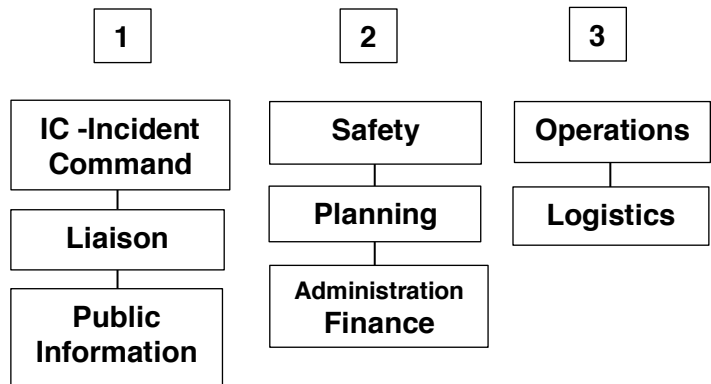 1
2
3
IC -Incident
Command
Liaison
Public
Information
Safety
Planning
Administration
Finance
Operations
Logistics